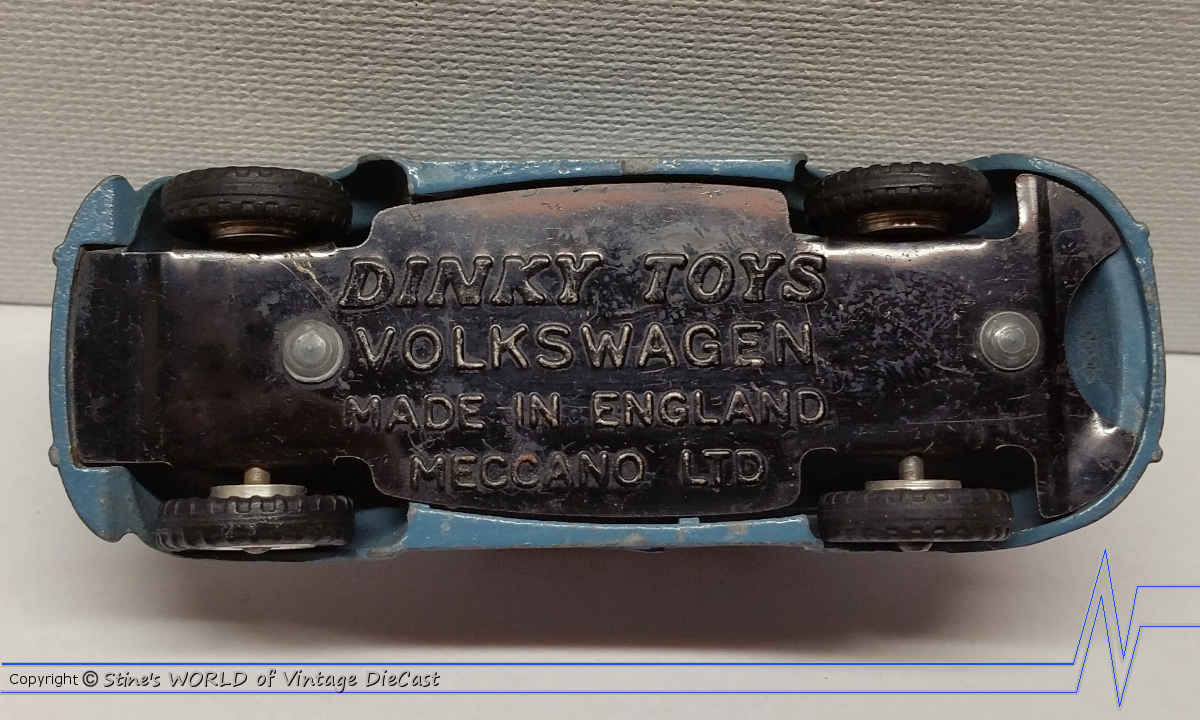 DINKY TOYS
VOLKSWAGEN
MADE IN ENGLAND
MECCANO LTD
Copyright © Stine's WORLD of Vintage DieCast